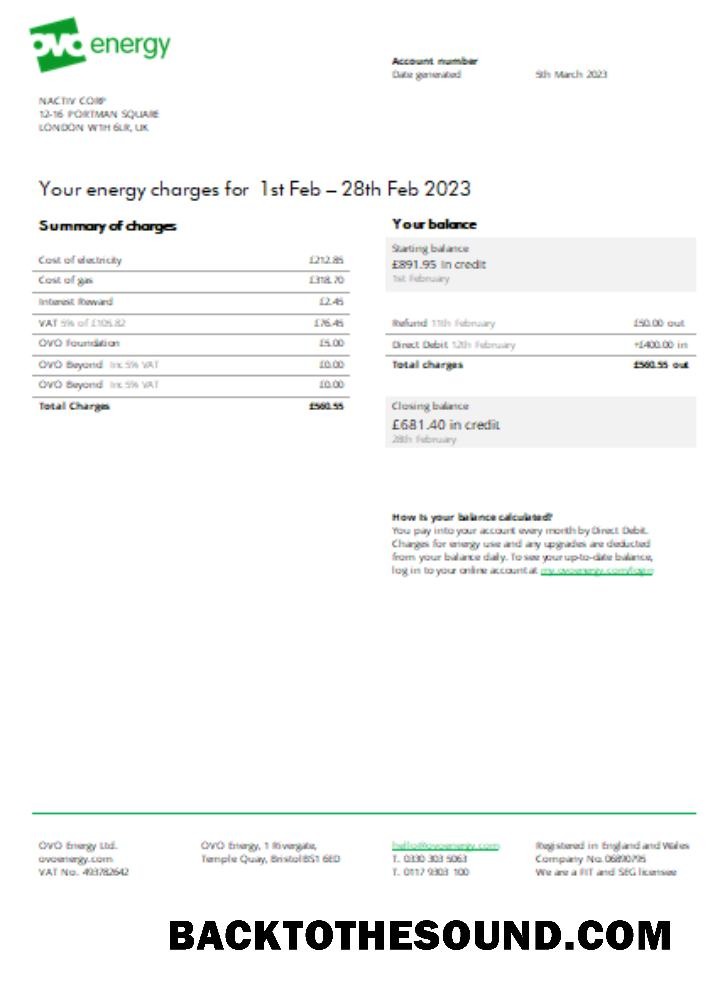 OVO energy
Account number
Date generated 5th March 2023
NACTIV CORP
12-16 PORTMAN SQUARE
LONDON W1H 6LR, UK
Your energy charges for 1st Feb – 28th Feb 2023
Summary of charges
Cost of electricity £212.85
Cost of gas £318.70
Interest Reward £2.45
VAT 5% of £105.82 £76.45
OVO Foundation £5.00
OVO Beyond Inc.5% VAT £0.00
OVO Beyond Inc.5% VAT £0.00
Total Charges £560.55
Your balance
Starting balance
£891.95 in credit
1st February
Refund 11th February £50.00 out
Direct Debit 12th February +£400.00 in
Total charges £560.55 out
Closing balance
£681.40 in credit
28th February
How is your balance calculated?
You pay into your account every month by Direct Debit.
Charges for energy use and any upgrades are deducted
from your balance daily. To see your up-to-date balance,
log in to your online account at my.ovoenergy.com/login
OVO Energy Ltd.
ovoenergy.com
VAT No. 493782642
OVO Energy, 1 Rivergate,
Temple Quay, Bristol BS1 6ED
hello@ovoenergy.com
T. 0330 303 5063
T. 0117 9303 100
Registered in England and Wales
Company No. 06890795
We are a FIT and SEG licensee
BACKTOTHESOUND.COM